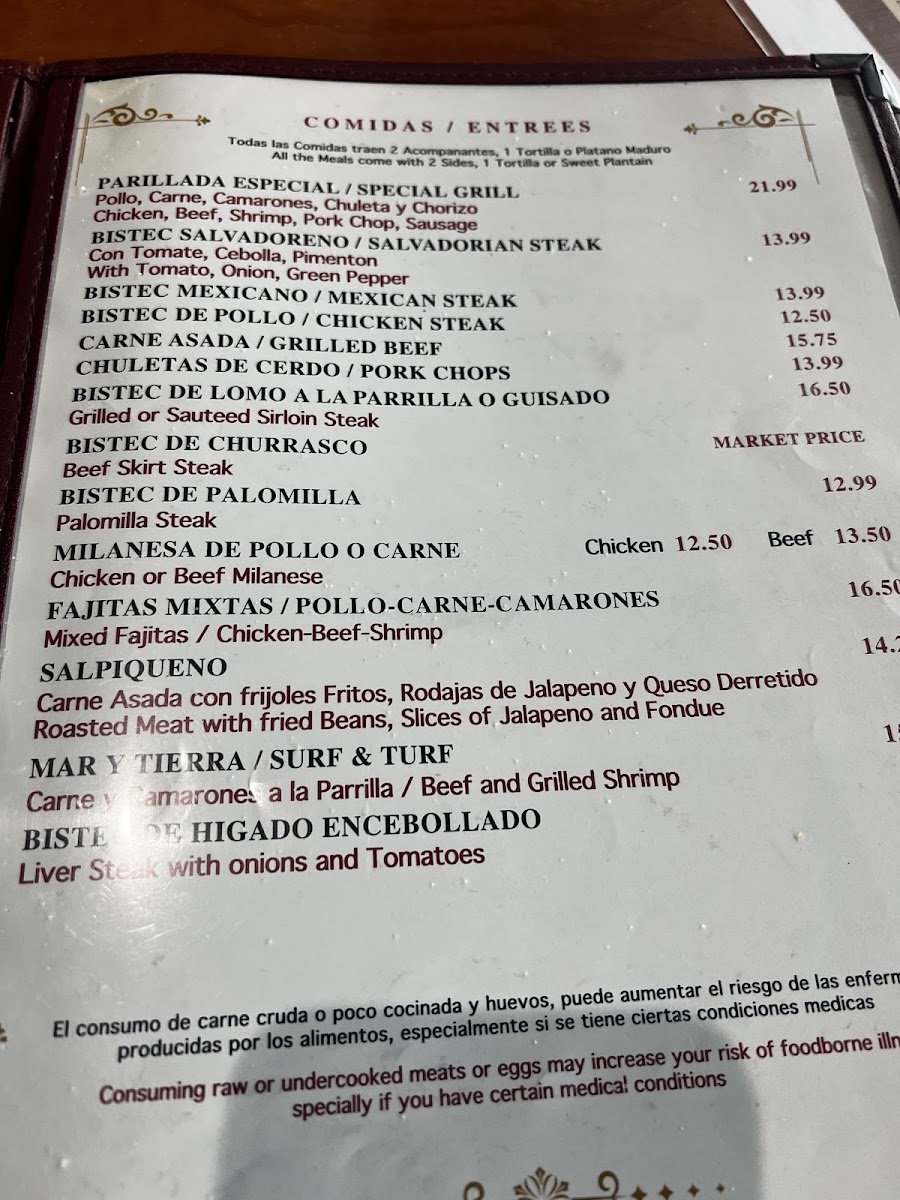 COMIDAS / ENTREES
Todas las Comidas traen 2 Acompanantes, 1 Tortilla o Platano Maduro
All the Meals come with 2 Sides, 1 Tortilla or Sweet Plantain
PARILLADA ESPECIAL / SPECIAL GRILL 21.99
Pollo, Carne, Camarones, Chuleta y Chorizo
Chicken, Beef, Shrimp, Pork Chop, Sausage
BISTEC SALVADORENO / SALVADORIAN STEAK 13.99
Con Tomate, Cebolla, Pimenton
With Tomato, Onion, Green Pepper
BISTEC MEXICANO / MEXICAN STEAK 13.99
BISTEC DE POLLO / CHICKEN STEAK 12.50
CARNE ASADA / GRILLED BEEF 15.75
CHULETAS DE CERDO / PORK CHOPS 13.99
BISTEC DE LOMO A LA PARRILLA O GUISADO 16.50
Grilled or Sauteed Sirloin Steak
BISTEC DE CHURRASCO MARKET PRICE
Beef Skirt Steak
BISTEC DE PALOMILLA 12.99
Palomilla Steak
MILANESA DE POLLO O CARNE Chicken 12.50 Beef 13.50
Chicken or Beef Milanese
FAJITAS MIXTAS / POLLO-CARNE-CAMARONES 16.50
Mixed Fajitas / Chicken-Beef-Shrimp
SALPIQUENO 14.2
Carne Asada con frijoles Fritos, Rodajas de Jalapeno y Queso Derretido
Roasted Meat with fried Beans, Slices of Jalapeno and Fondue
MAR Y TIERRA / SURF & TURF
Carne y Camarones a la Parrilla / Beef and Grilled Shrimp
BISTEC DE HIGADO ENCEBOLLADO
Liver Steak with onions and Tomatoes
El consumo de carne cruda o poco cocinada y huevos, puede aumentar el riesgo de las enferm
producidas por los alimentos, especialmente si se tiene ciertas condiciones medicas
Consuming raw or undercooked meats or eggs may increase your risk of foodborne illn
specially if you have certain medical conditions